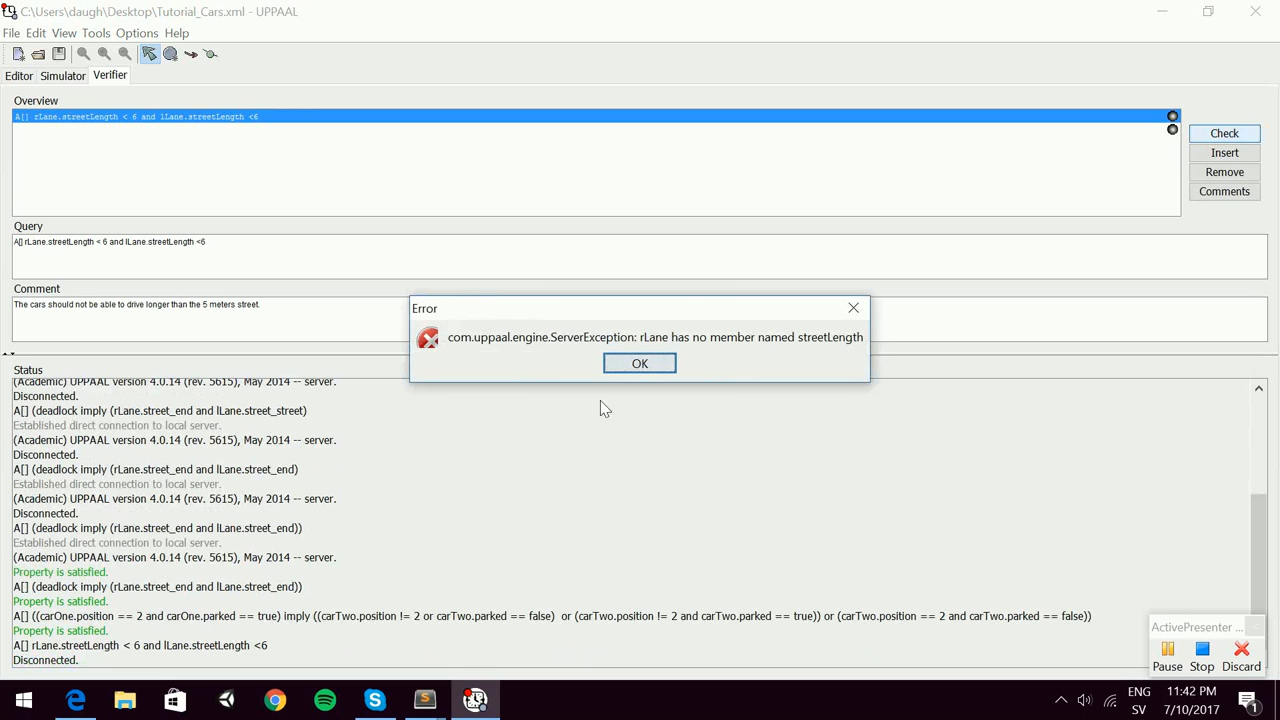 C:\Users\daugh\Desktop\Tutorial_Cars.xml - UPPAAL
File Edit View Tools Options Help
Editor Simulator Verifier
Overview
A[] rLane.streetLength < 6 and lLane.streetLength <6
Check
Insert
Remove
Comments
Query
A[] rLane.streetLength < 6 and lLane.streetLength <6
Comment
The cars should not be able to drive longer than the 5 meters street.
Error
com.uppaal.engine.ServerException: rLane has no member named streetLength
OK
Status
(Academic) UPPAAL version 4.0.14 (rev. 5615), May 2014 -- server.
Disconnected.
A[] (deadlock imply (rLane.street_end and lLane.street_street)
Established direct connection to local server.
(Academic) UPPAAL version 4.0.14 (rev. 5615), May 2014 -- server.
Disconnected.
A[] (deadlock imply (rLane.street_end and lLane.street_end)
Established direct connection to local server.
(Academic) UPPAAL version 4.0.14 (rev. 5615), May 2014 -- server.
Disconnected.
A[] (deadlock imply (rLane.street_end and lLane.street_end))
Established direct connection to local server.
(Academic) UPPAAL version 4.0.14 (rev. 5615), May 2014 -- server.
Property is satisfied.
A[] (deadlock imply (rLane.street_end and lLane.street_end))
Property is satisfied.
A[] ((carOne.position == 2 and carOne.parked == true) imply ((carTwo.position != 2 or carTwo.parked == false)  or (carTwo.position != 2 and carTwo.parked == true)) or (carTwo.position == 2 and carTwo.parked == false))
Property is satisfied.
A[] rLane.streetLength < 6 and lLane.streetLength <6
Disconnected.
ActivePresenter ...
Pause Stop Discard
ENG
SV
11:42 PM
7/10/2017
1